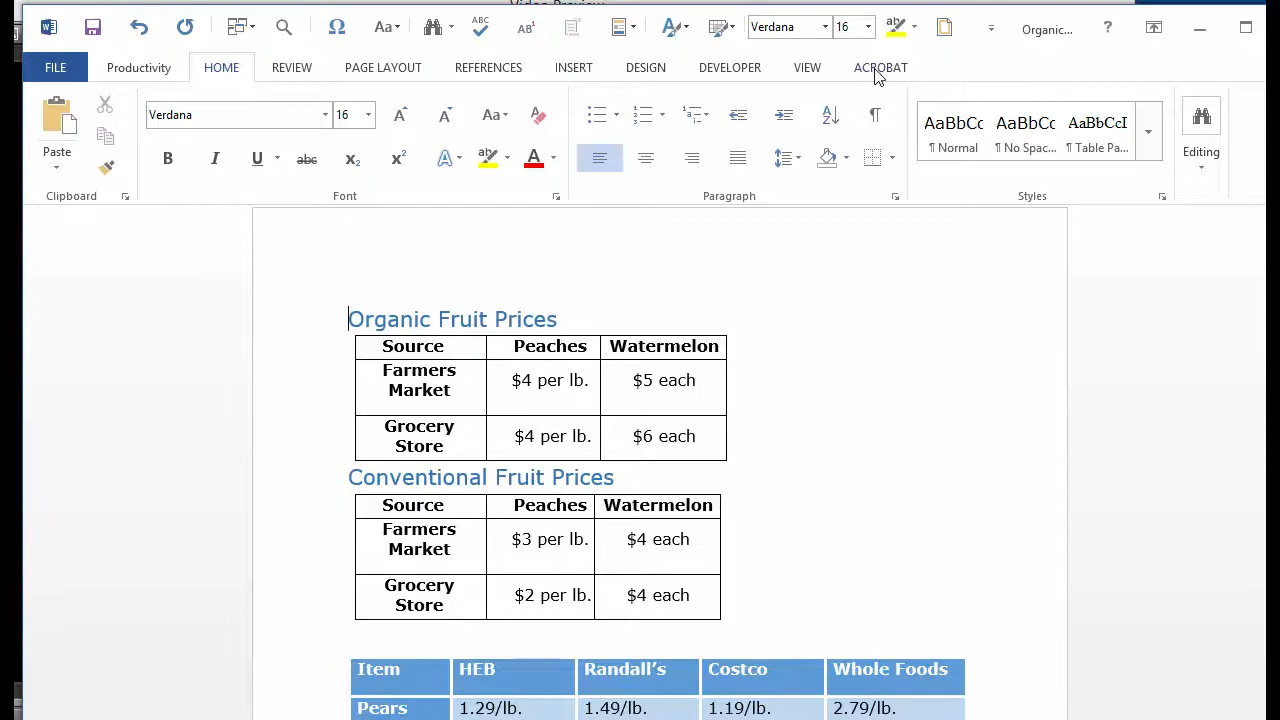 Verdana 16 Organic... ?
FILE Productivity HOME REVIEW PAGE LAYOUT REFERENCES INSERT DESIGN DEVELOPER VIEW ACROBAT
Verdana 16
AaBbCc AaBbCc AaBbCcI
Paste
¶ Normal ¶ No Spac... ¶ Table Pa...
Editing
Clipboard Font Paragraph Styles
Organic Fruit Prices
Source Peaches Watermelon
Farmers
Market $4 per lb. $5 each
Grocery
Store $4 per lb. $6 each
Conventional Fruit Prices
Source Peaches Watermelon
Farmers
Market $3 per lb. $4 each
Grocery
Store $2 per lb. $4 each
Item HEB Randall’s Costco Whole Foods
Pears 1.29/lb. 1.49/lb. 1.19/lb. 2.79/lb.